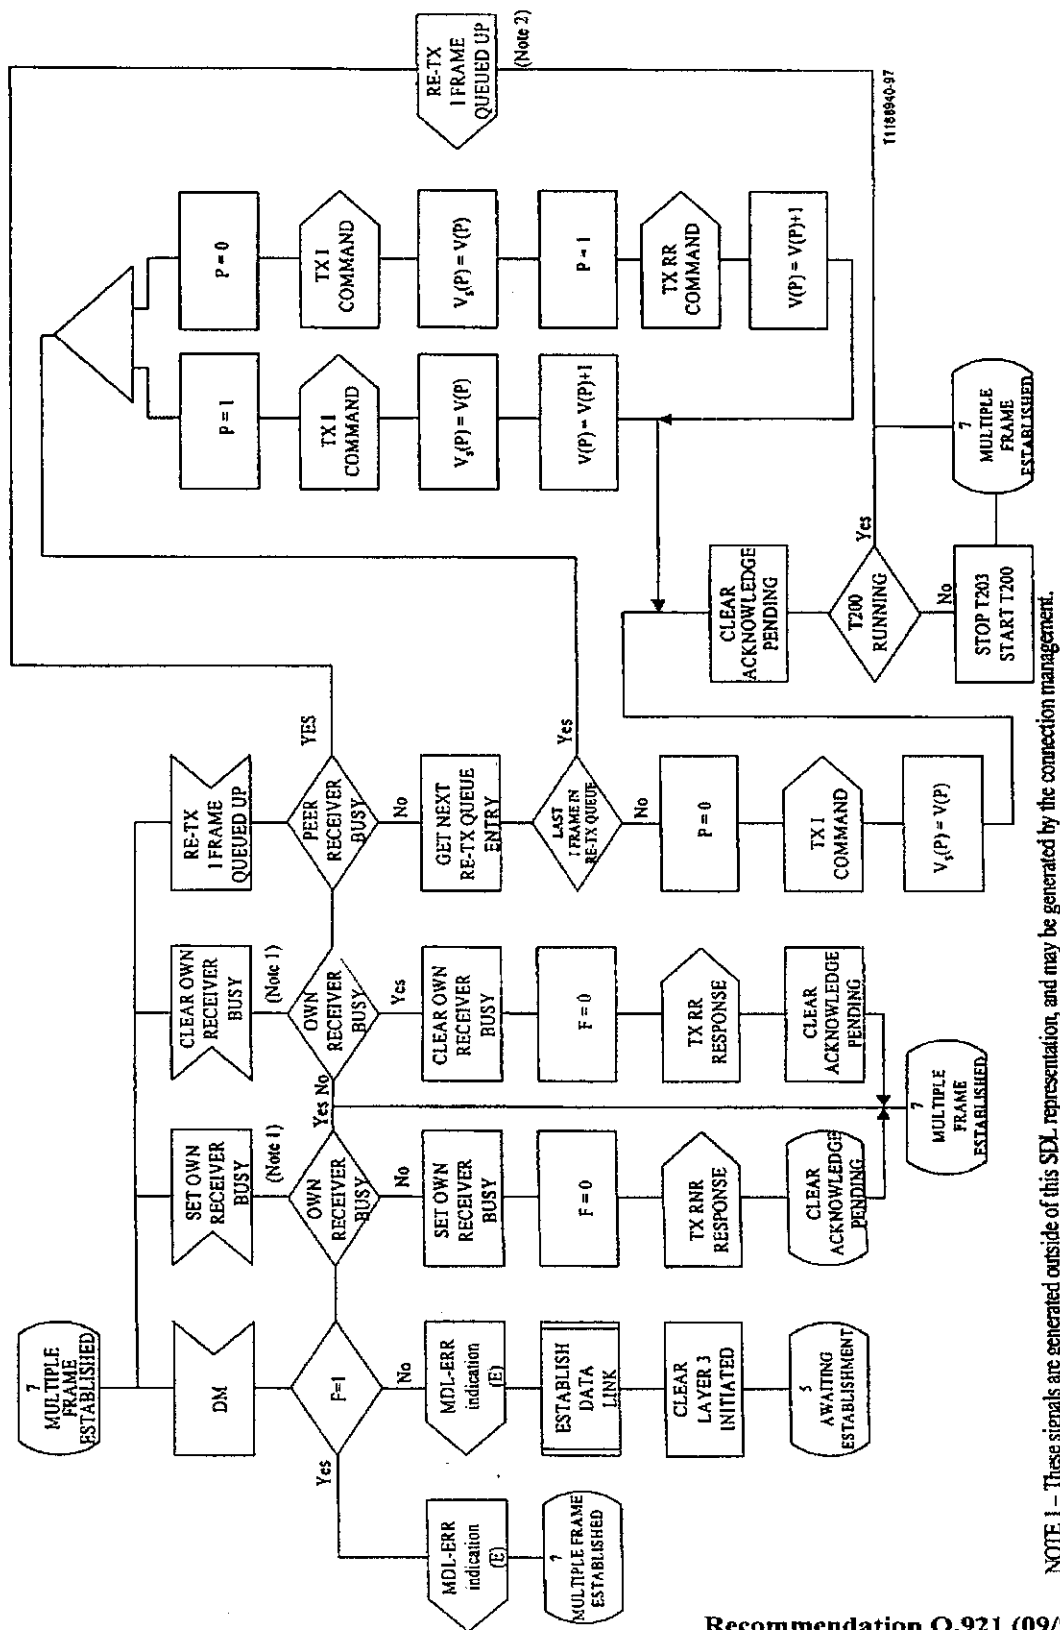 7
MULTIPLE
FRAME
ESTABLISHED
DM
F=1
Yes
No
MDL-ERR
indication
(E)
7
MULTIPLE FRAME
ESTABLISHED
MDL-ERR
indication
(E)
ESTABLISH
DATA
LINK
CLEAR
LAYER 3
INITIATED
5
AWAITING
ESTABLISHMENT
SET OWN
RECEIVER
BUSY
(Note 1)
OWN
RECEIVER
BUSY
Yes
No
SET OWN
RECEIVER
BUSY
F = 0
TX RNR
RESPONSE
CLEAR
ACKNOWLEDGE
PENDING
CLEAR OWN
RECEIVER
BUSY
(Note 1)
OWN
RECEIVER
BUSY
No
Yes
CLEAR OWN
RECEIVER
BUSY
F = 0
TX RR
RESPONSE
CLEAR
ACKNOWLEDGE
PENDING
7
MULTIPLE
FRAME
ESTABLISHED
RE-TX
I FRAME
QUEUED UP
PEER
RECEIVER
BUSY
YES
No
GET NEXT
RE-TX QUEUE
ENTRY
LAST
I FRAME IN
RE-TX QUEUE
Yes
No
P = 0
TX I
COMMAND
Vs(P) = V(P)
P = 1
TX I
COMMAND
Vs(P) = V(P)
V(P) = V(P)+1
P = 0
TX I
COMMAND
Vs(P) = V(P)
P = 1
TX RR
COMMAND
V(P) = V(P)+1
CLEAR
ACKNOWLEDGE
PENDING
T200
RUNNING
Yes
No
STOP T203
START T200
7
MULTIPLE
FRAME
ESTABLISHED
RE-TX
I FRAME
QUEUED UP
(Note 2)
T1188940-97
NOTE 1 – These signals are generated outside of this SDL representation, and may be generated by the connection management.
Recommendation Q.921 (09/